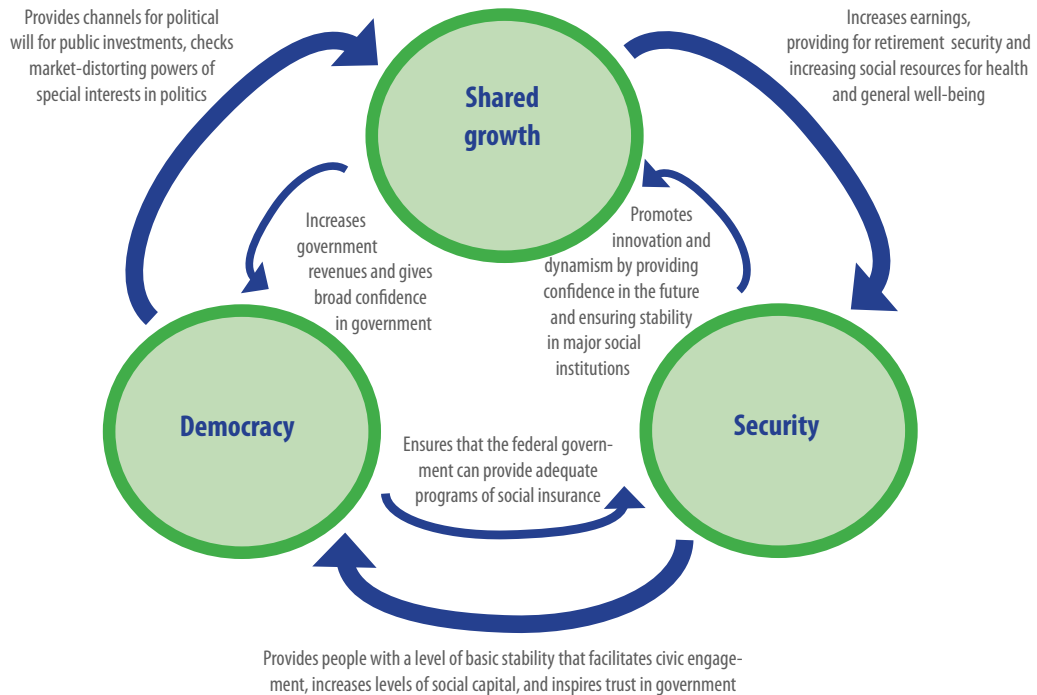 Provides channels for political
will for public investments, checks
market-distorting powers of
special interests in politics
Increases earnings,
providing for retirement security and
increasing social resources for health
and general well-being
Shared
growth
Increases
government
revenues and gives
broad confidence
in government
Promotes
innovation and
dynamism by providing
confidence in the future
and ensuring stability
in major social
institutions
Democracy
Security
Ensures that the federal govern-
ment can provide adequate
programs of social insurance
Provides people with a level of basic stability that facilitates civic engage-
ment, increases levels of social capital, and inspires trust in government